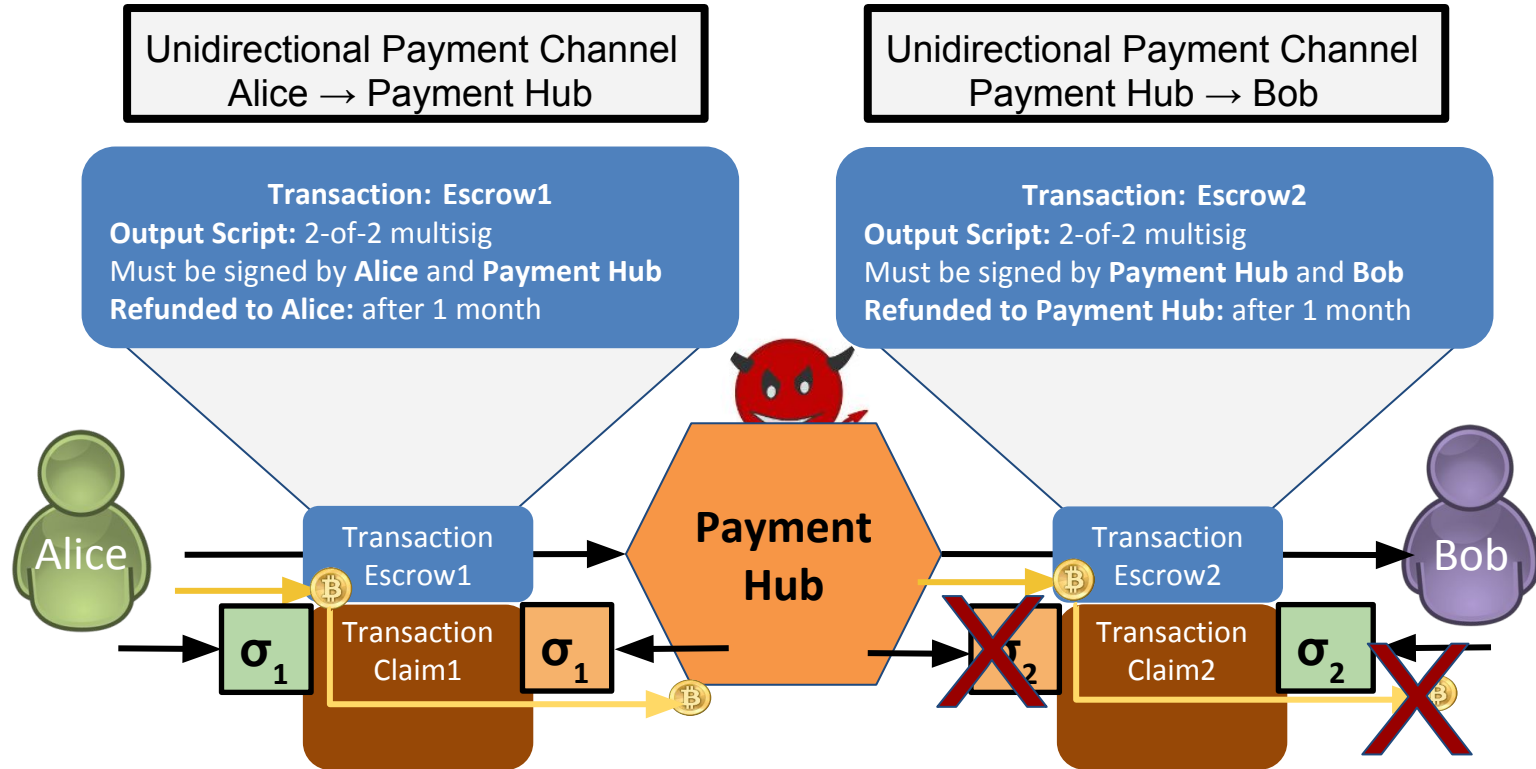 Unidirectional Payment Channel
Alice → Payment Hub
Unidirectional Payment Channel
Payment Hub → Bob
Transaction: Escrow1
Output Script: 2-of-2 multisig
Must be signed by Alice and Payment Hub
Refunded to Alice: after 1 month
Transaction: Escrow2
Output Script: 2-of-2 multisig
Must be signed by Payment Hub and Bob
Refunded to Payment Hub: after 1 month
Alice
Transaction
Escrow1
Payment
Hub
Transaction
Escrow2
Bob
σ₁
Transaction
Claim1
σ₁
σ₂
Transaction
Claim2
σ₂